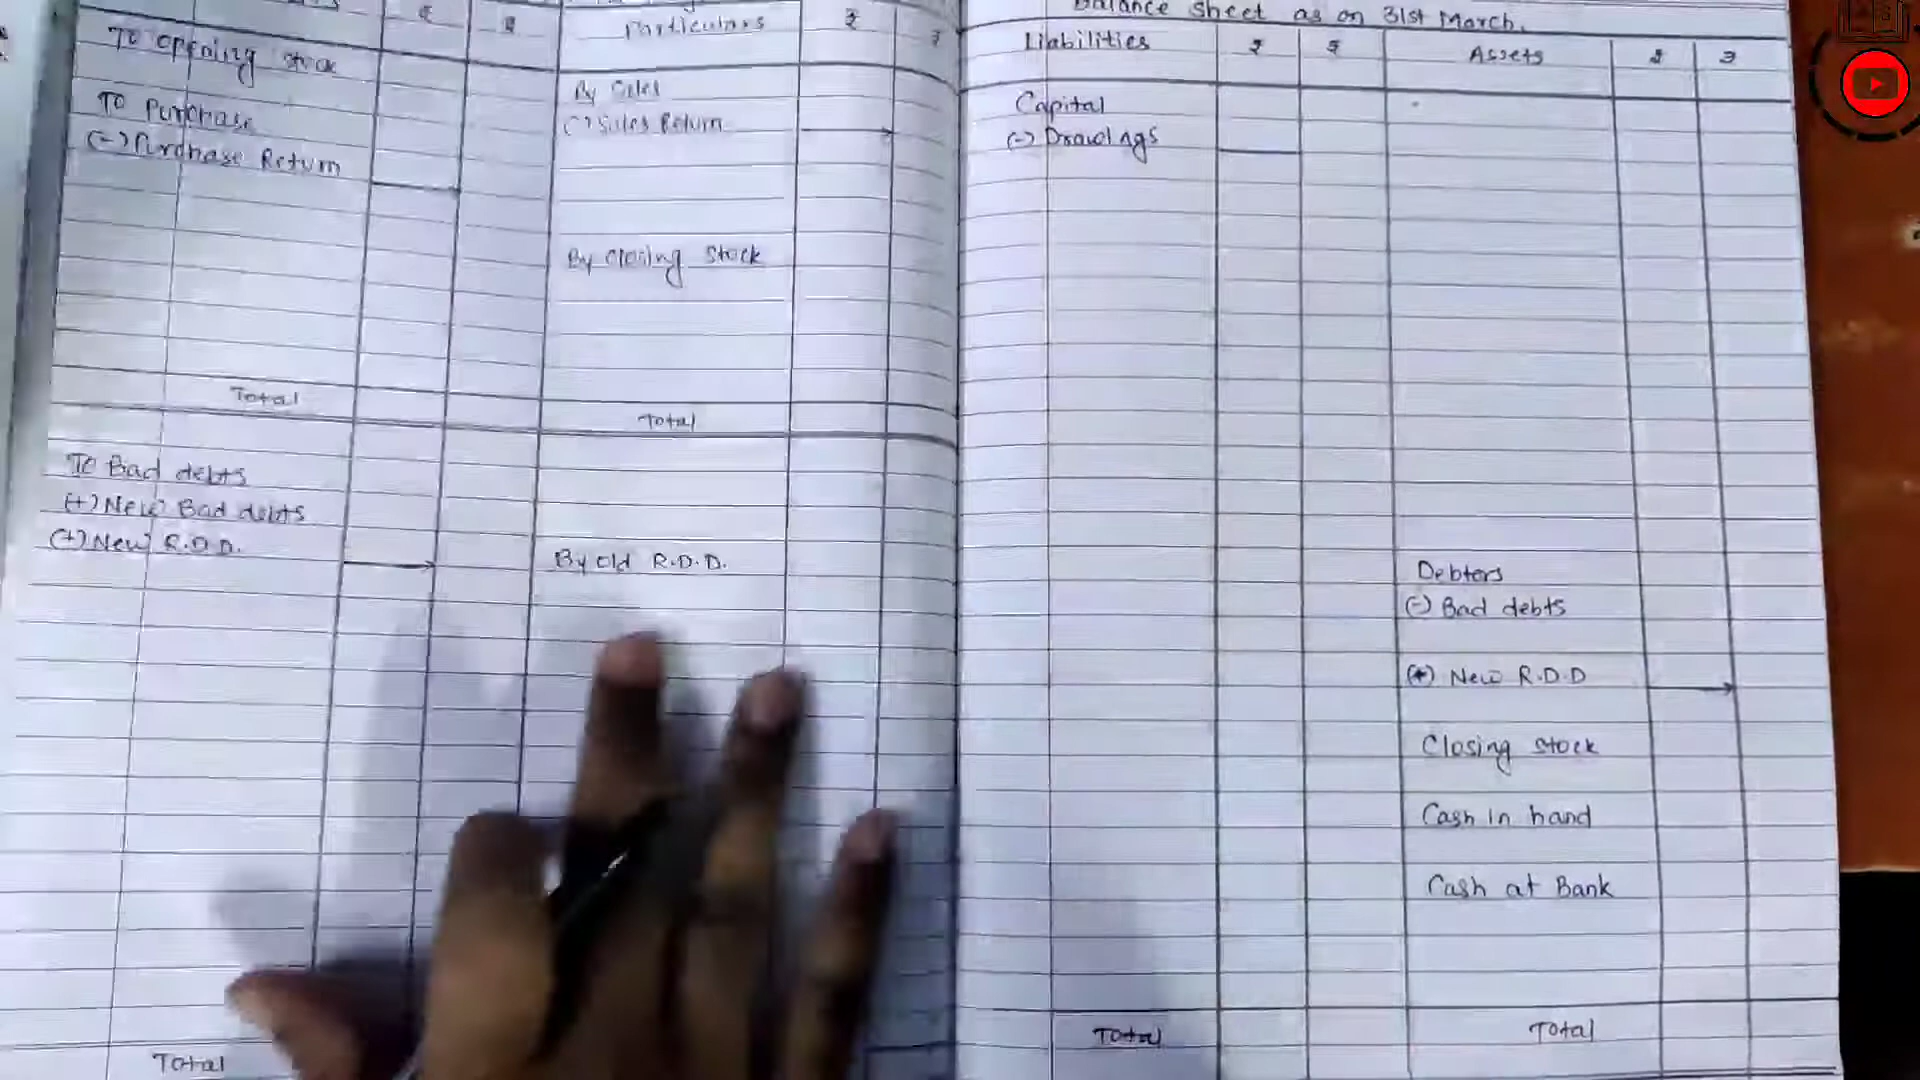 ₹
₹
Particulars
₹
₹
To opening stock
By Sales
To Purchase
(-) Sales Return
(-) Purchase Return
By Closing Stock
Total
Total
To Bad debts
(+) New Bad debts
(+) New R.D.D.
By Old R.D.D.
Total
Balance Sheet as on 31st March.
Liabilities
₹
₹
Assets
₹
₹
Capital
(-) Drawings
Debtors
(-) Bad debts
(+) New R.D.D
Closing stock
Cash in hand
Cash at Bank
Total
Total